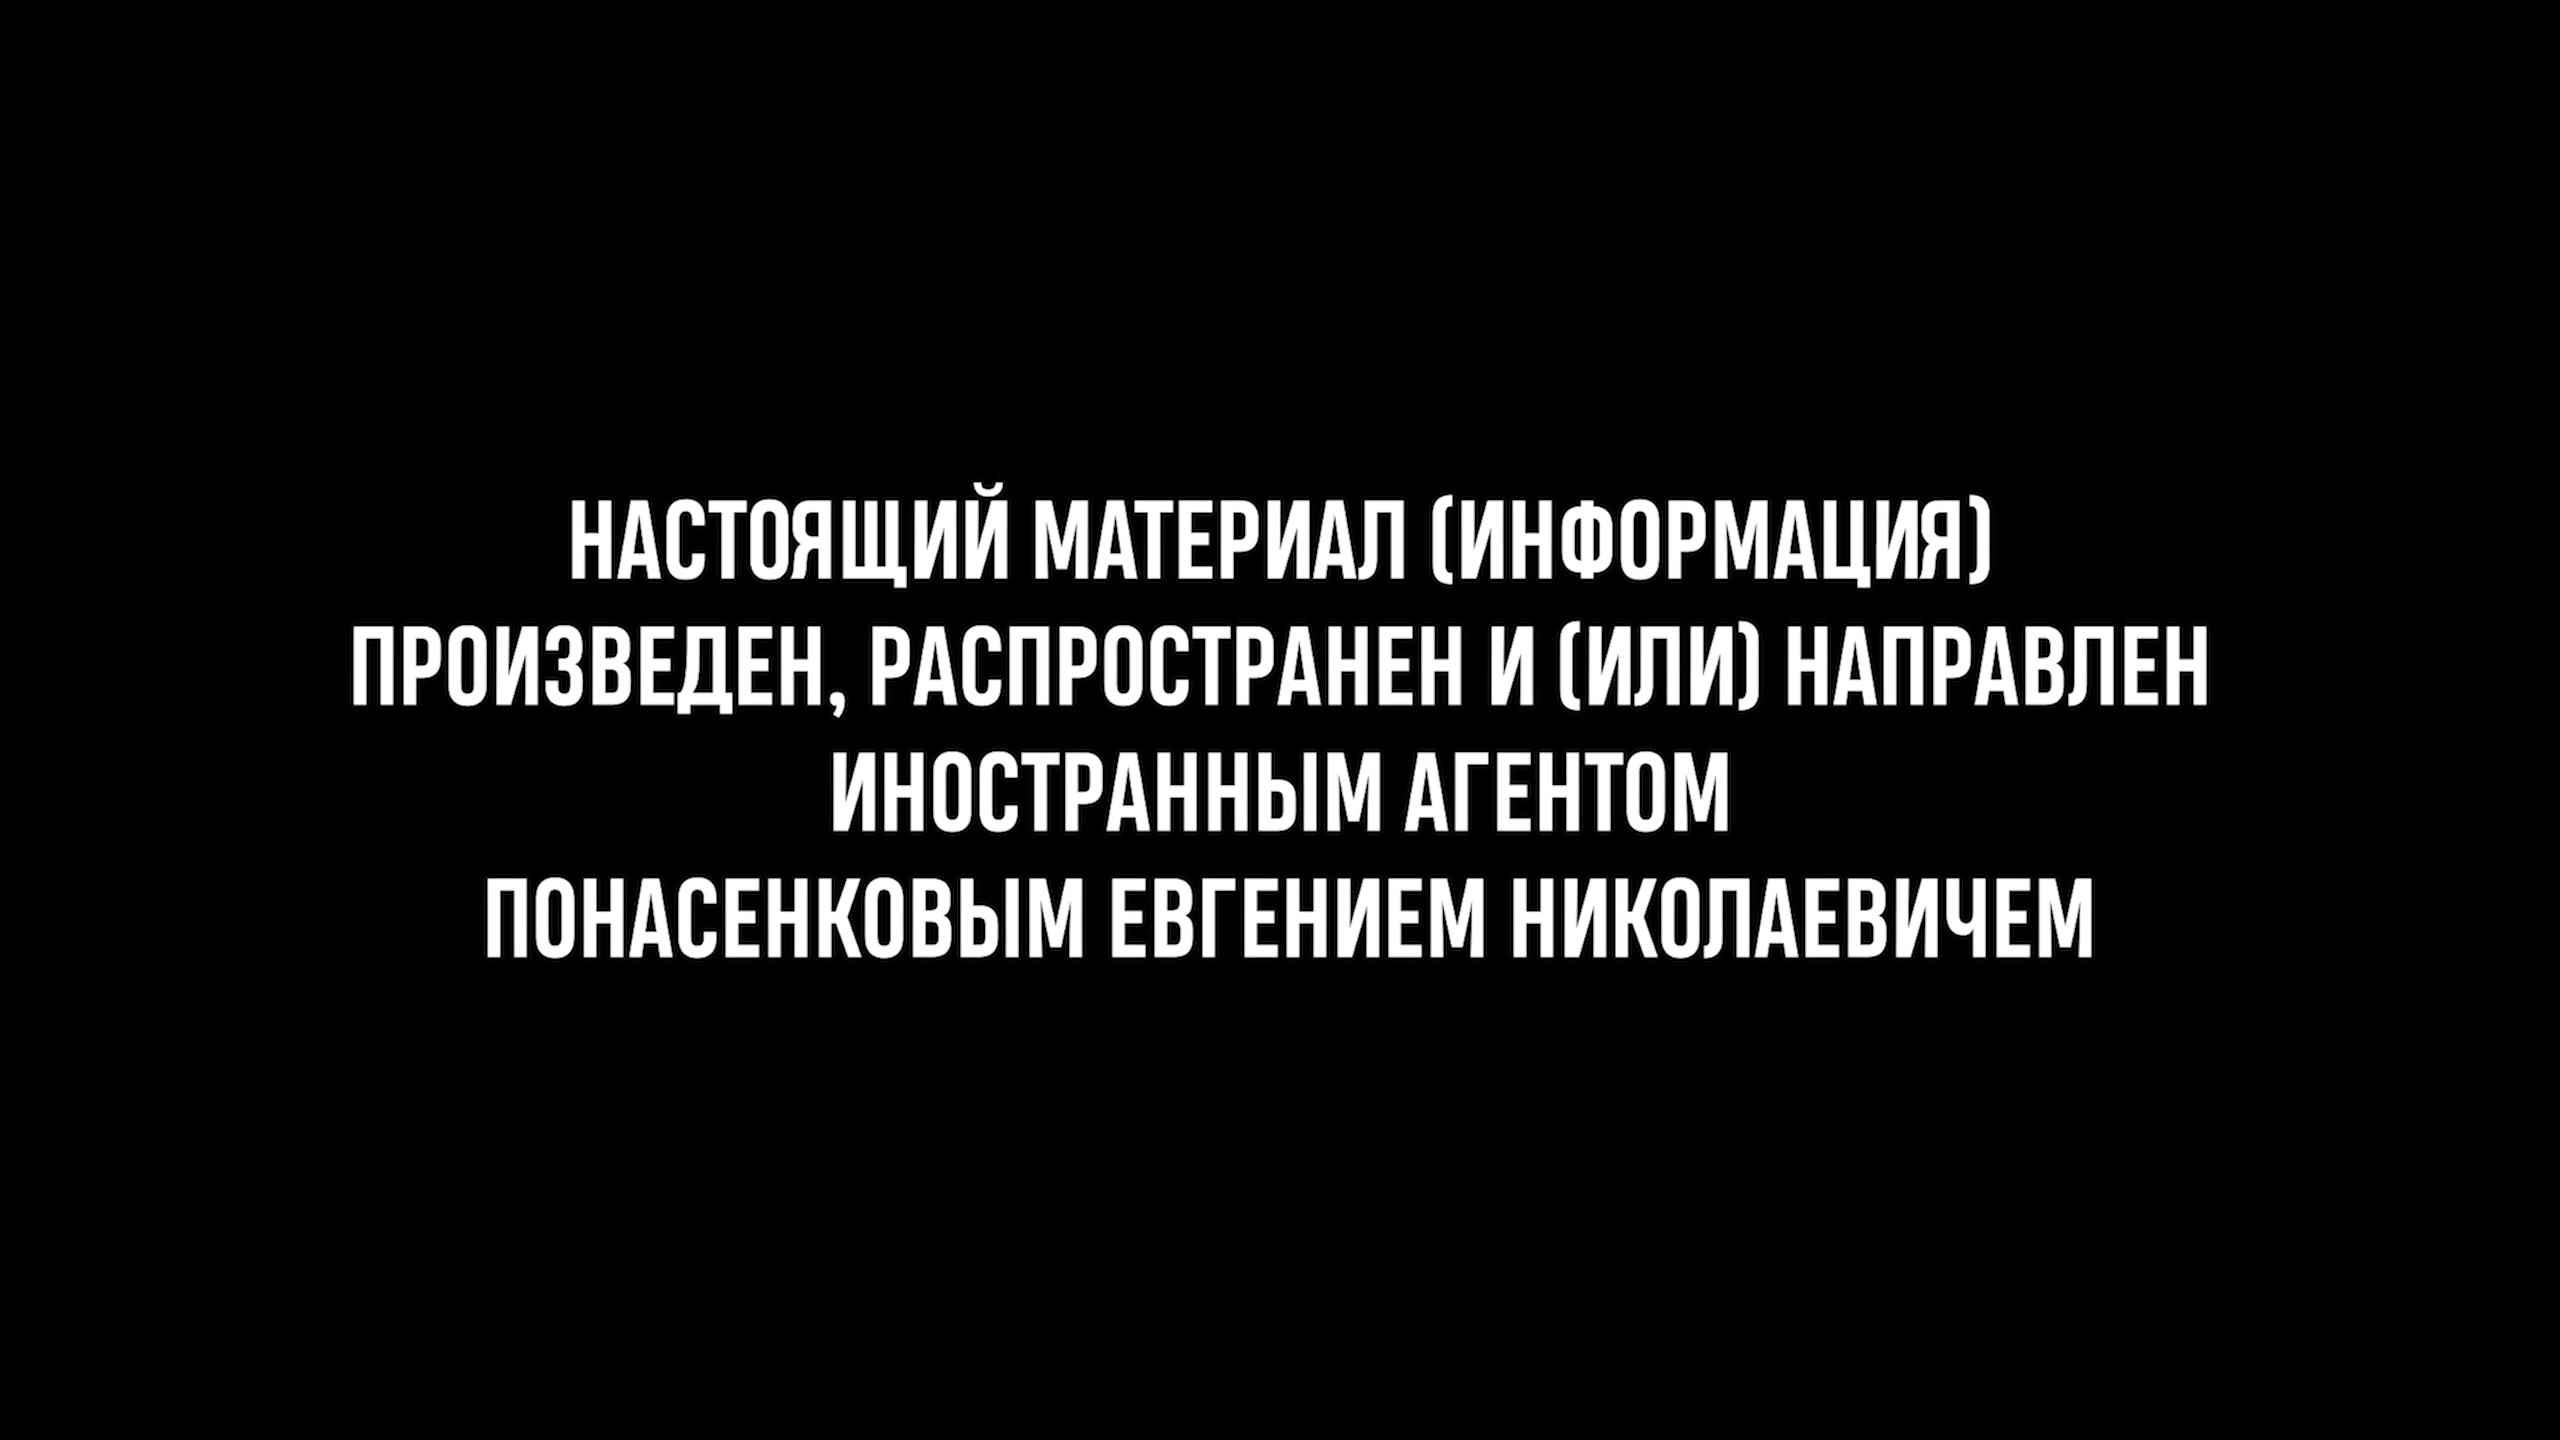 НАСТОЯЩИЙ МАТЕРИАЛ (ИНФОРМАЦИЯ)
ПРОИЗВЕДЕН, РАСПРОСТРАНЕН И (ИЛИ) НАПРАВЛЕН
ИНОСТРАННЫМ АГЕНТОМ
ПОНАСЕНКОВЫМ ЕВГЕНИЕМ НИКОЛАЕВИЧЕМ